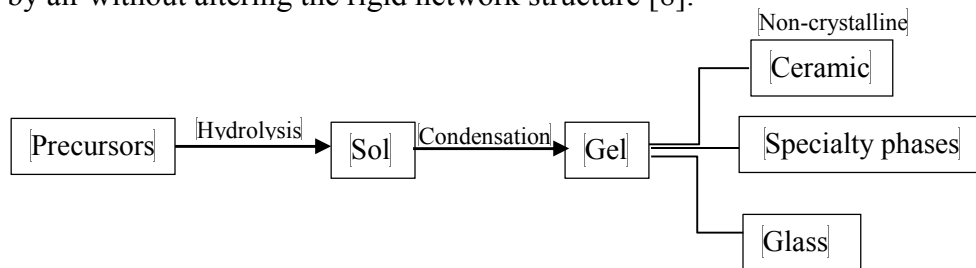 by air without altering the rigid network structure [8].
Non-crystalline
Ceramic
Precursors
Hydrolysis
Sol
Condensation
Gel
Specialty phases
Glass